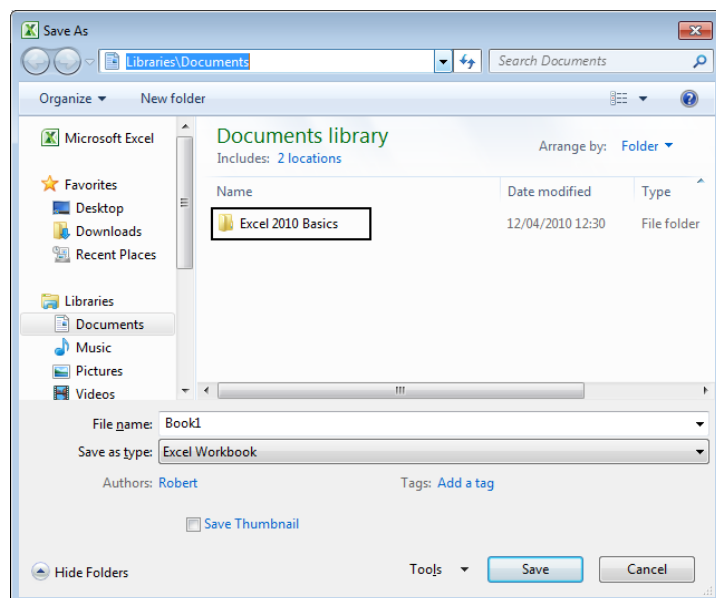 Save As
Libraries\Documents
Search Documents
Organize
New folder
Microsoft Excel
Favorites
Desktop
Downloads
Recent Places
Libraries
Documents
Music
Pictures
Videos
Documents library
Includes: 2 locations
Arrange by: Folder
Name Date modified Type
Excel 2010 Basics 12/04/2010 12:30 File folder
File name: Book1
Save as type: Excel Workbook
Authors: Robert Tags: Add a tag
Save Thumbnail
Hide Folders Tools Save Cancel